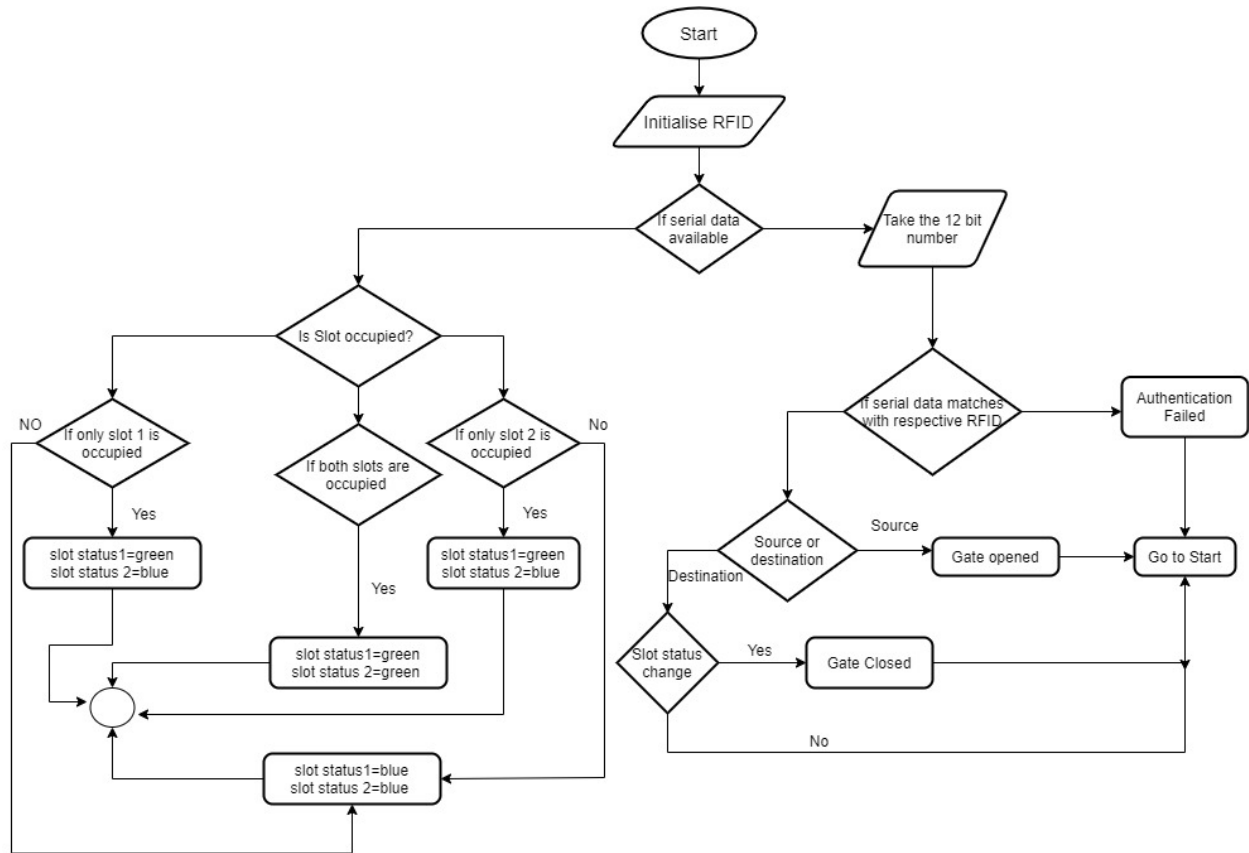 Start
Initialise RFID
If serial data
available
Take the 12 bit
number
Is Slot occupied?
If serial data matches
with respective RFID
Authentication
Failed
NO
If only slot 1 is
occupied
If both slots are
occupied
If only slot 2 is
occupied
No
Yes
Yes
Yes
slot status1=green
slot status 2=blue
slot status1=green
slot status 2=blue
slot status1=green
slot status 2=green
slot status1=blue
slot status 2=blue
Source or
destination
Source
Gate opened
Go to Start
Destination
Slot status
change
Yes
Gate Closed
No